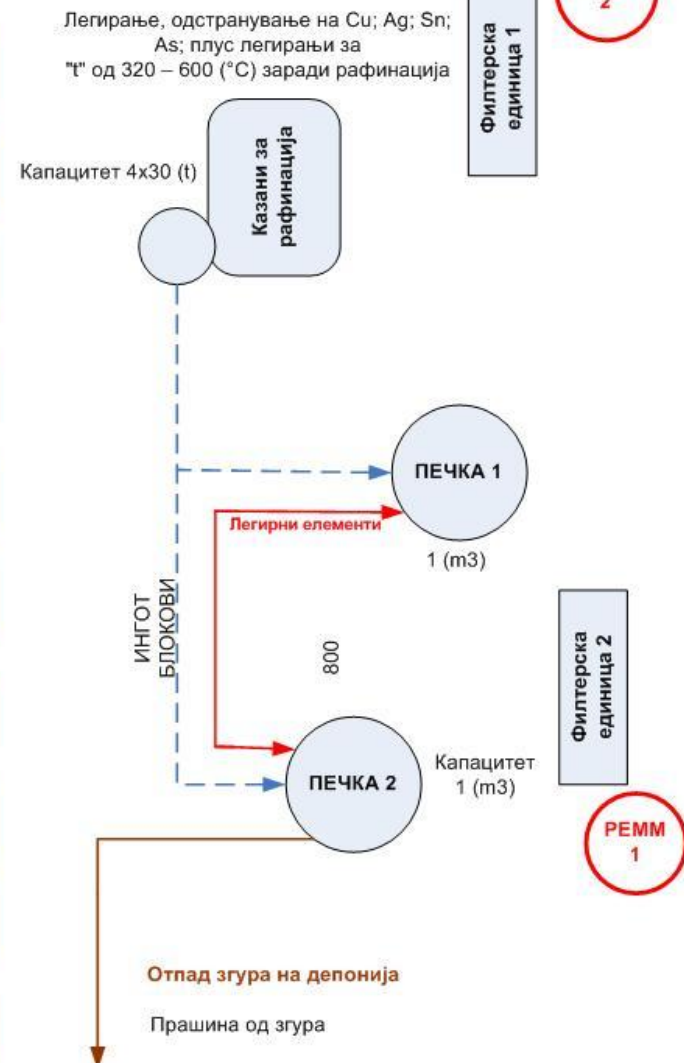 Легирање, одстранување на Cu; Ag; Sn;
As; плус легирањи за
"t" од 320 – 600 (°C) заради рафинација
2
Филтерска
единица 1
Капацитет 4x30 (t)
Казани за
рафинација
ПЕЧКА 1
Легирни елементи
1 (m3)
ИНГОТ
БЛОКОВИ
800
Филтерска
единица 2
ПЕЧКА 2
Капацитет
1 (m3)
РЕММ
1
Отпад згура на депонија
Прашина од згура